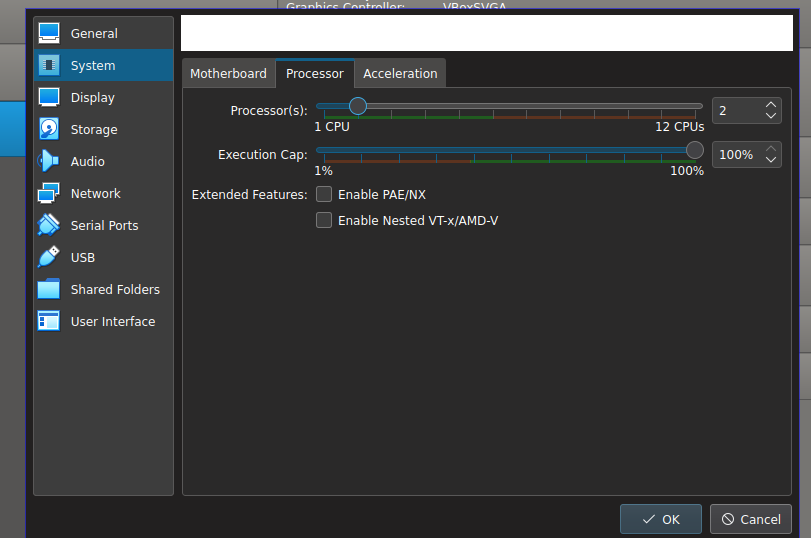 Graphics Controller: VBoxSVGA
General
System
Display
Storage
Audio
Network
Serial Ports
USB
Shared Folders
User Interface
Motherboard Processor Acceleration
Processor(s): 2
1 CPU 12 CPUs
Execution Cap: 100%
1% 100%
Extended Features: Enable PAE/NX
Enable Nested VT-x/AMD-V
OK Cancel